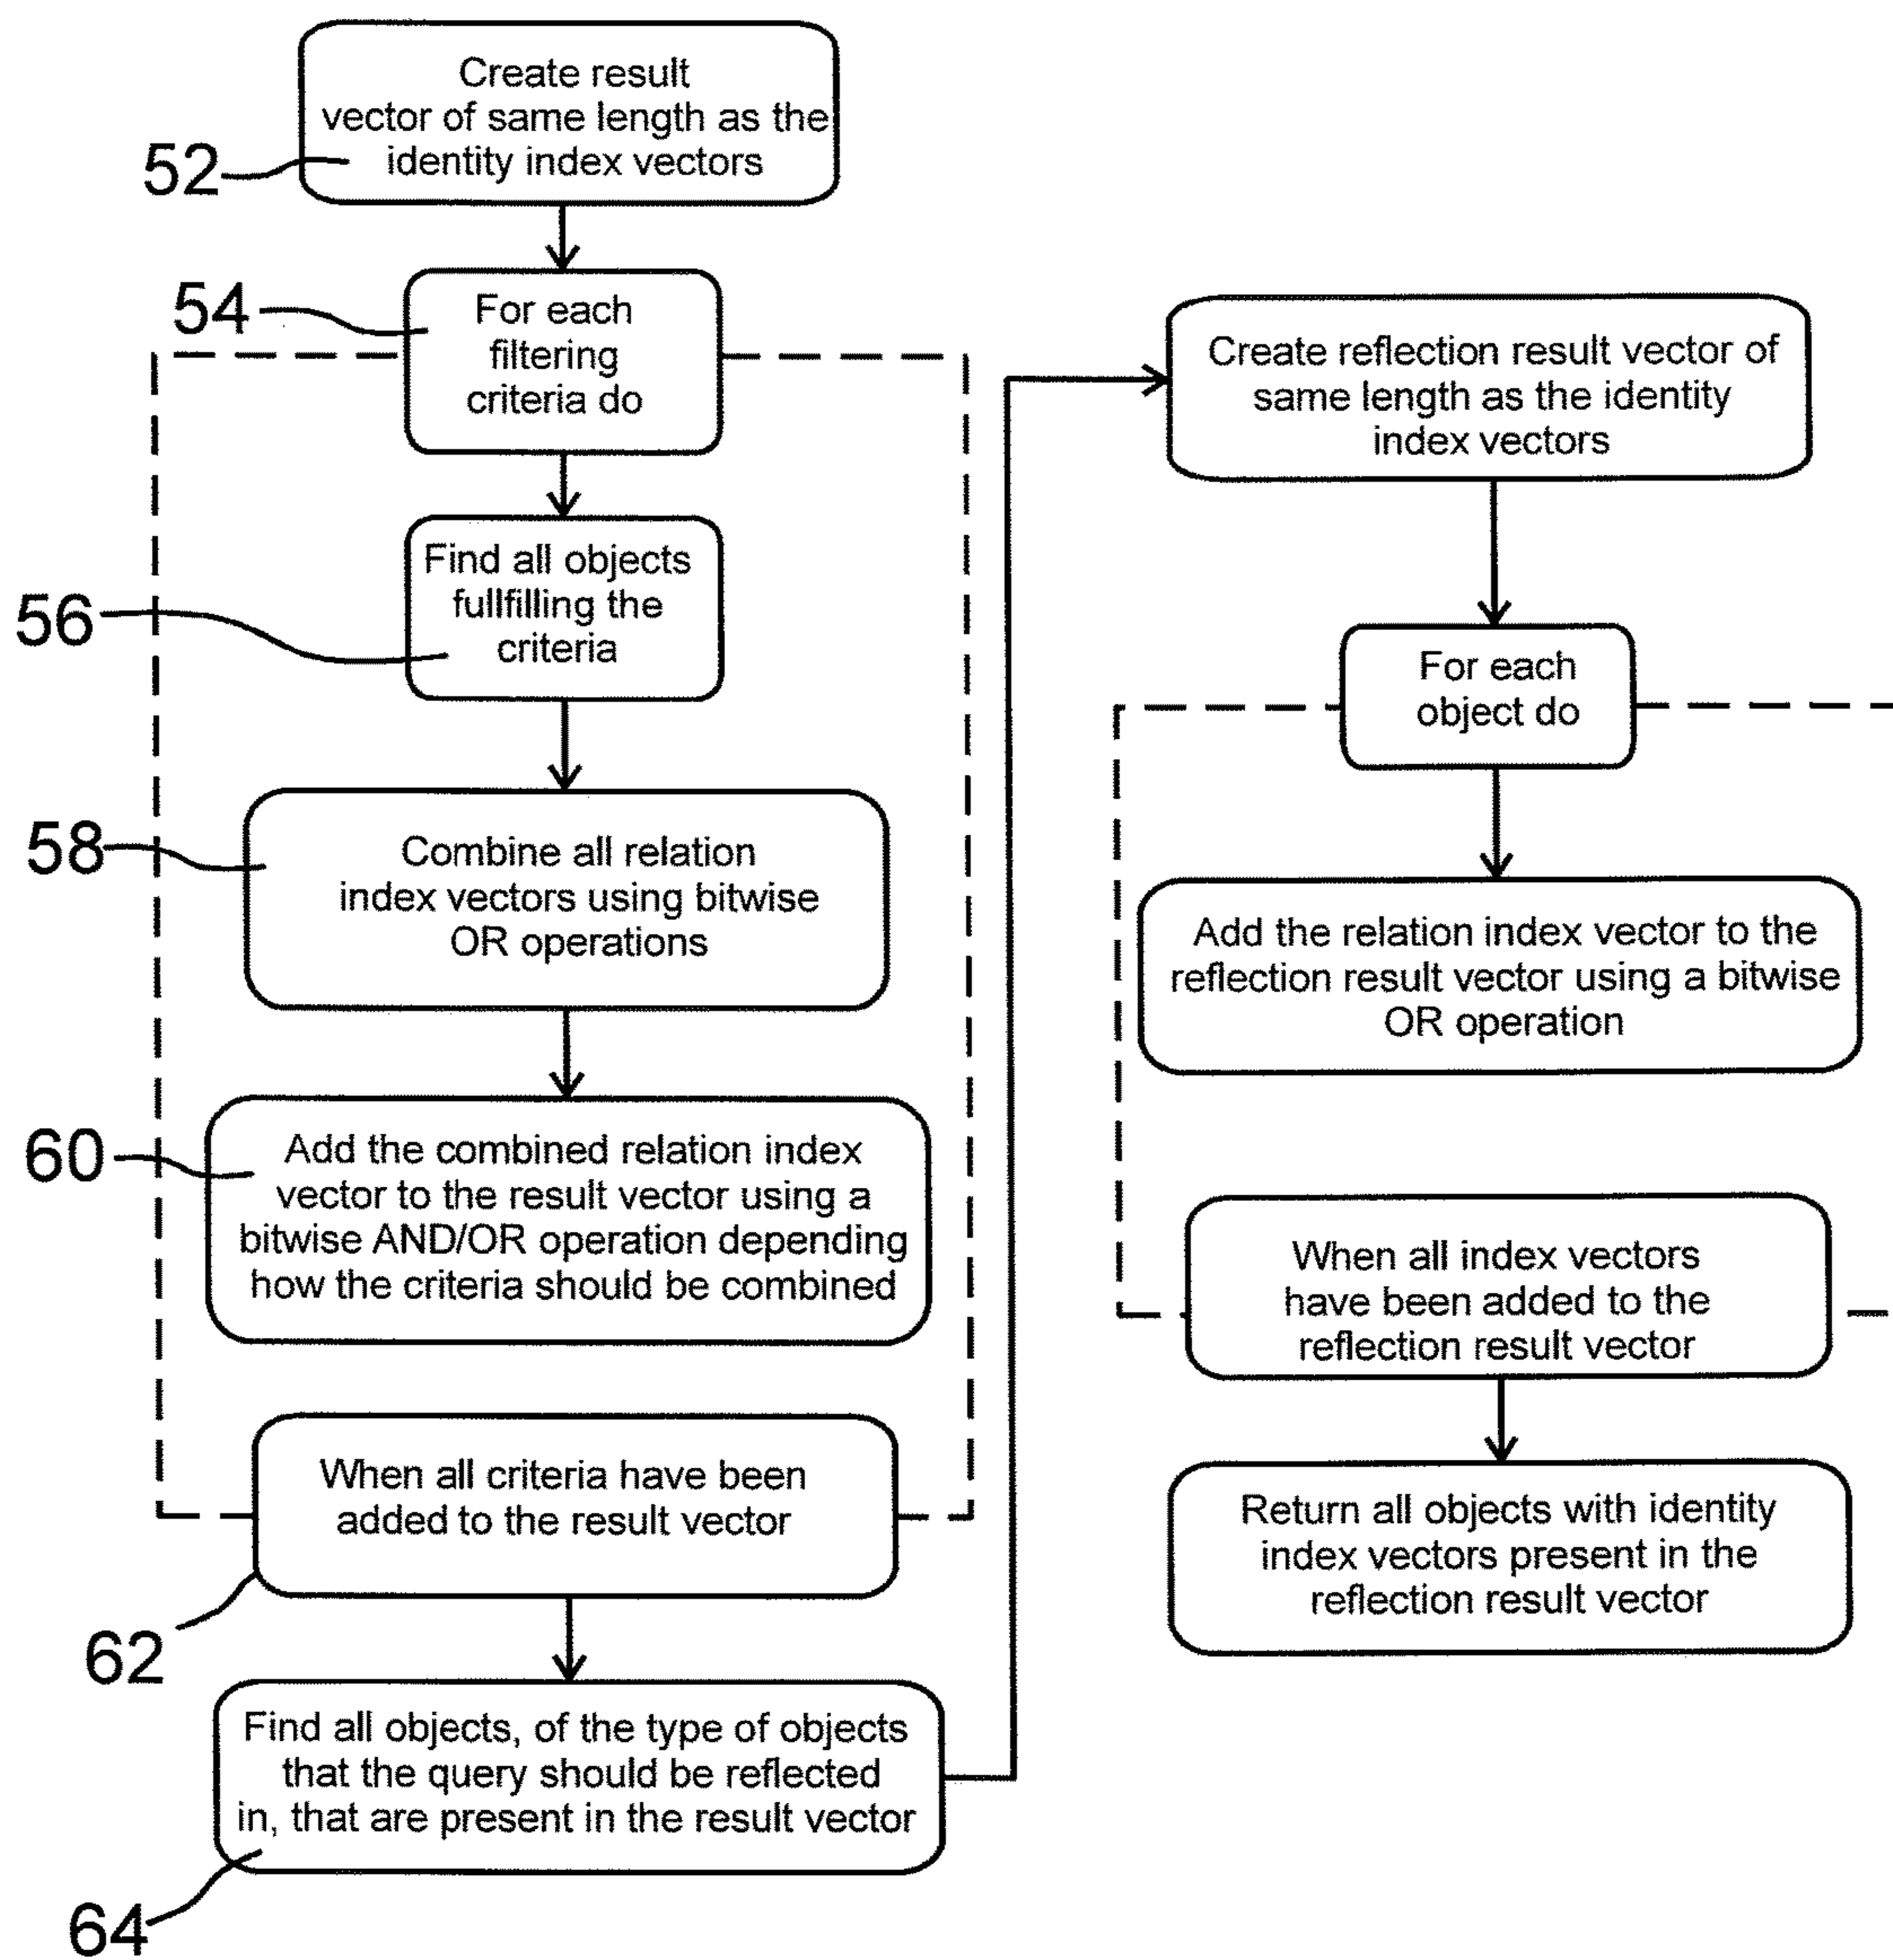 Create result
vector of same length as the
identity index vectors
52
54
For each
filtering
criteria do
Find all objects
fullfilling the
criteria
56
58
Combine all relation
index vectors using bitwise
OR operations
60
Add the combined relation index
vector to the result vector using a
bitwise AND/OR operation depending
how the criteria should be combined
When all criteria have been
added to the result vector
62
Find all objects, of the type of objects
that the query should be reflected
in, that are present in the result vector
64
Create reflection result vector of
same length as the identity
index vectors
For each
object do
Add the relation index vector to the
reflection result vector using a bitwise
OR operation
When all index vectors
have been added to the
reflection result vector
Return all objects with identity
index vectors present in the
reflection result vector